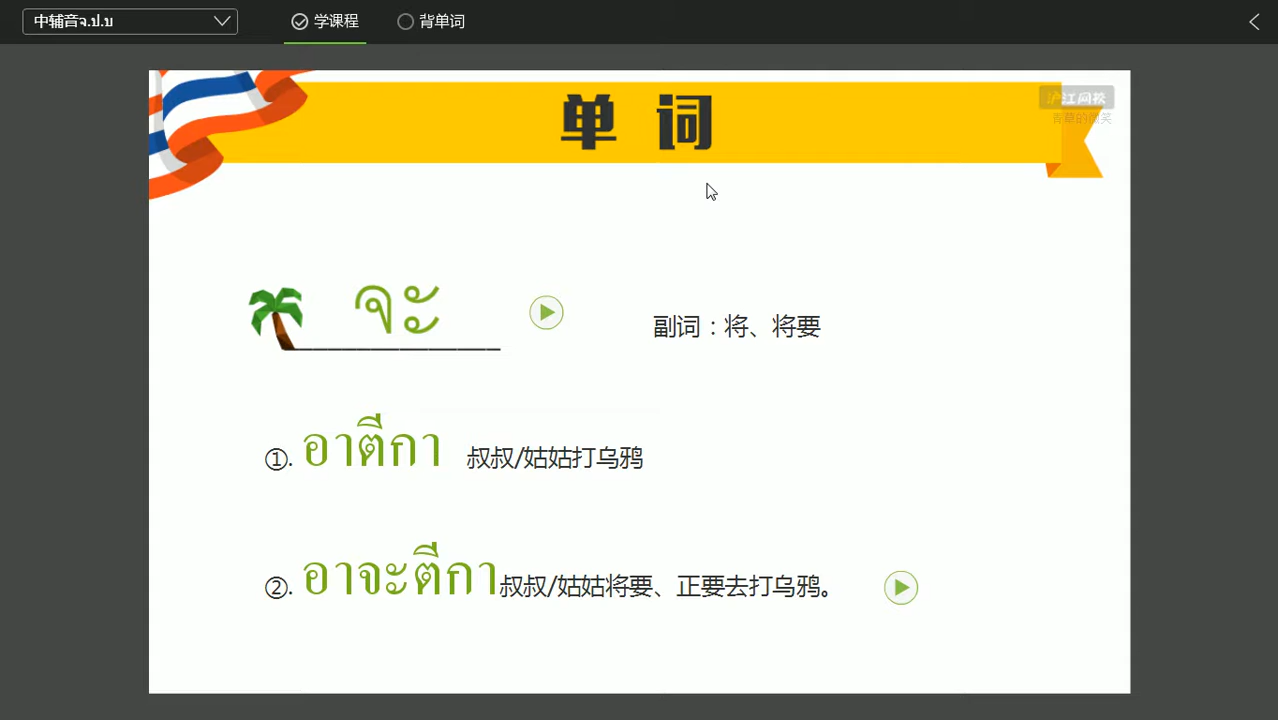 中辅音จ.ป.บ
学课程
背单词
单 词
沪江网校
จะ
副词：将、将要
①. อาตีกา 叔叔/姑姑打乌鸦
②. อาจะตีกา叔叔/姑姑将要、正要去打乌鸦。